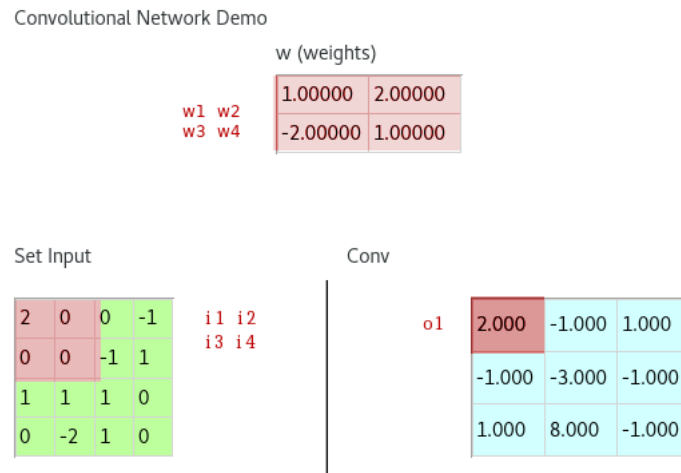 Convolutional Network Demo
w (weights)
w1 w2
w3 w4
1.00000 2.00000
-2.00000 1.00000
Set Input
Conv
2 0 0 -1
0 0 -1 1
1 1 1 0
0 -2 1 0
i1 i2
i3 i4
o1
2.000 -1.000 1.000
-1.000 -3.000 -1.000
1.000 8.000 -1.000